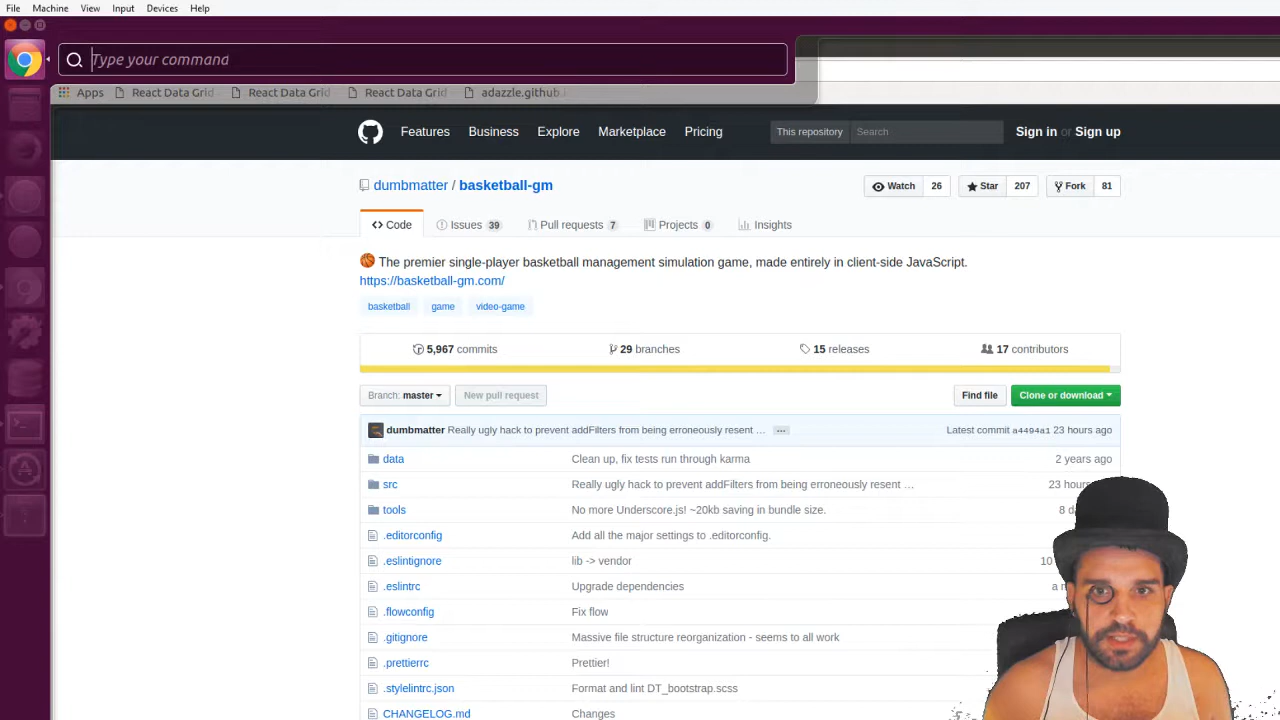 File Machine View Input Devices Help
Type your command
Apps React Data Grid React Data Grid React Data Grid adazzle.github.i
Features Business Explore Marketplace Pricing This repository Search Sign in or Sign up
dumbmatter / basketball-gm Watch 26 Star 207 Fork 81
Code Issues 39 Pull requests 7 Projects 0 Insights
The premier single-player basketball management simulation game, made entirely in client-side JavaScript.
https://basketball-gm.com/
basketball game video-game
5,967 commits 29 branches 15 releases 17 contributors
Branch: master New pull request Find file Clone or download
dumbmatter Really ugly hack to prevent addFilters from being erroneously resent … ... Latest commit a4494a1 23 hours ago
data Clean up, fix tests run through karma 2 years ago
src Really ugly hack to prevent addFilters from being erroneously resent … 23 hours
tools No more Underscore.js! ~20kb saving in bundle size. 8 d
.editorconfig Add all the major settings to .editorconfig.
.eslintignore lib -> vendor 10
.eslintrc Upgrade dependencies a m
.flowconfig Fix flow
.gitignore Massive file structure reorganization - seems to all work
.prettierrc Prettier!
.stylelintrc.json Format and lint DT_bootstrap.scss
CHANGELOG.md Changes